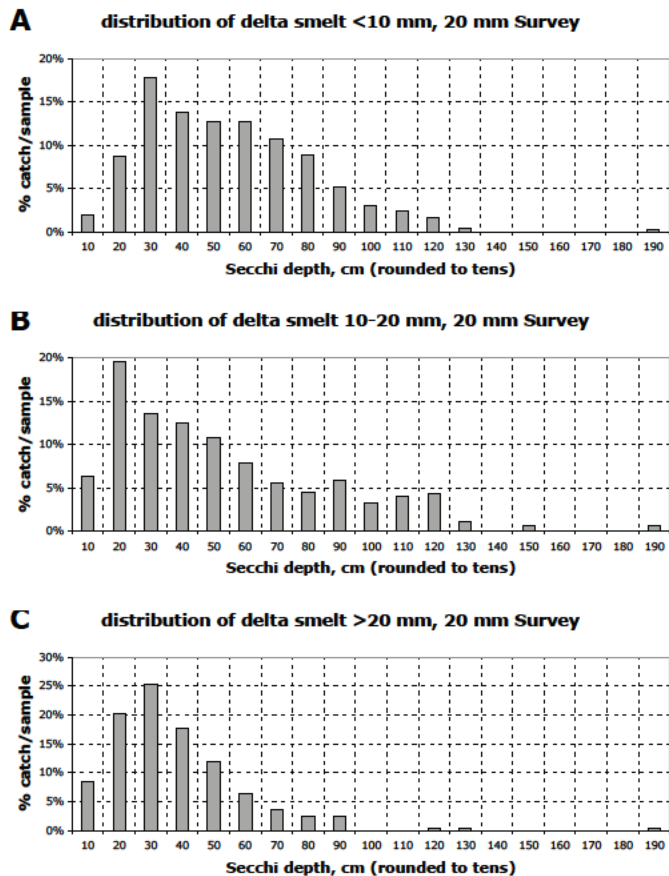 A
distribution of delta smelt <10 mm, 20 mm Survey
20%
15%
10%
5%
0%
% catch/sample
10 20 30 40 50 60 70 80 90 100 110 120 130 140 150 160 170 180 190
Secchi depth, cm (rounded to tens)
B
distribution of delta smelt 10-20 mm, 20 mm Survey
20%
15%
10%
5%
0%
% catch/sample
10 20 30 40 50 60 70 80 90 100 110 120 130 140 150 160 170 180 190
Secchi depth, cm (rounded to tens)
C
distribution of delta smelt >20 mm, 20 mm Survey
30%
25%
20%
15%
10%
5%
0%
% catch/sample
10 20 30 40 50 60 70 80 90 100 110 120 130 140 150 160 170 180 190
Secchi depth, cm (rounded to tens)